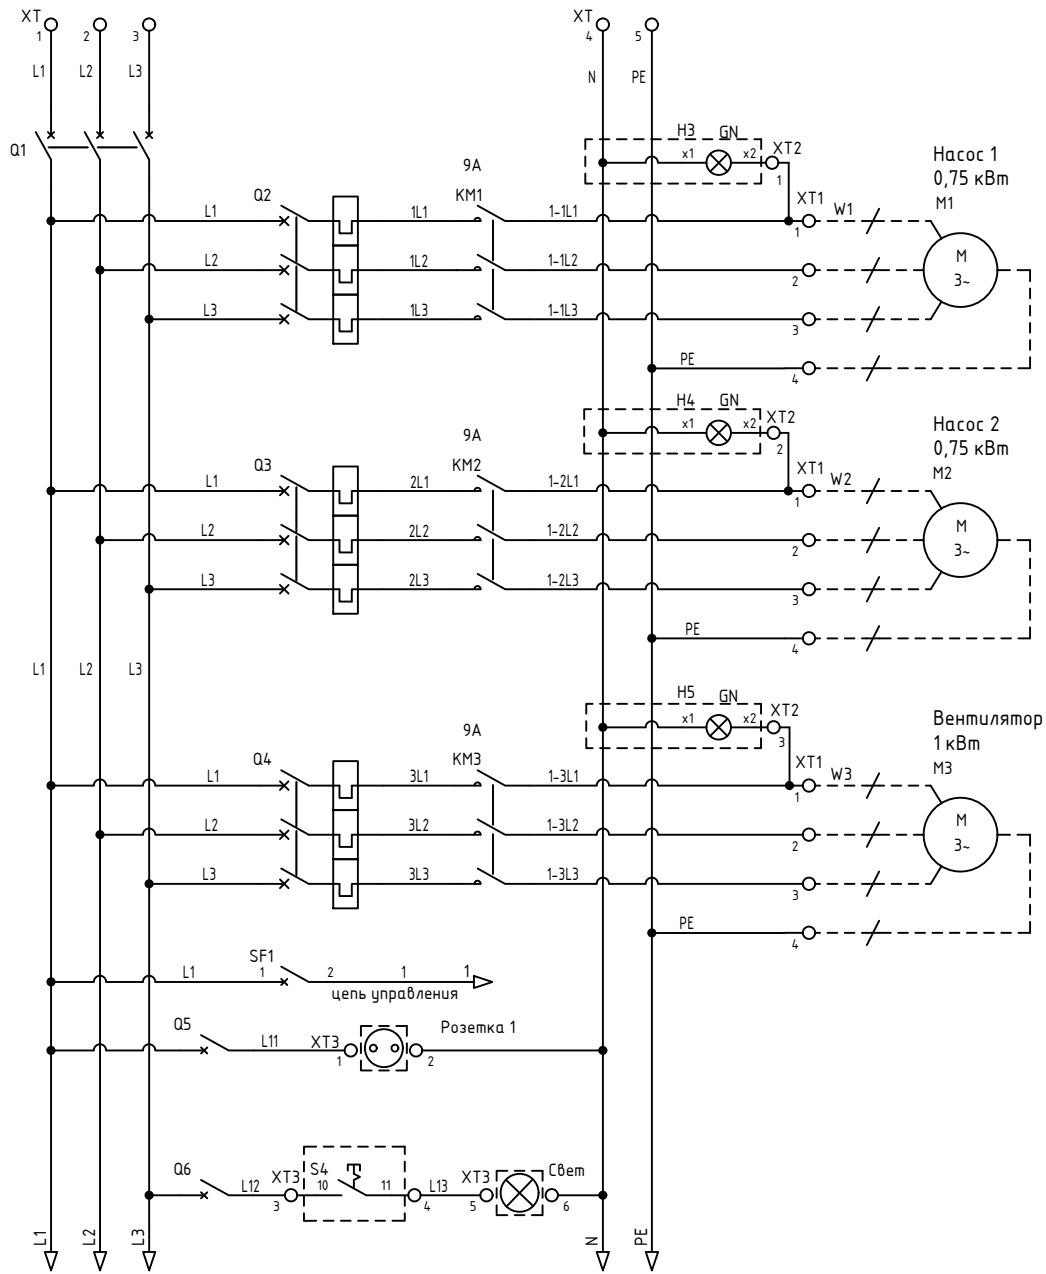 XT XT
1 2 3 4 5
L1 L2 L3 N PE
Q1
H3 GN
x1 x2 XT2
1
9А
Насос 1
0,75 кВт
M1
L1 Q2 1L1 KM1 1-1L1 XT1 W1
1
L2 1L2 1-1L2
2
M
3~
L3 1L3 1-1L3
3
PE
4
H4 GN
x1 x2 XT2
2
9А
Насос 2
0,75 кВт
M2
L1 Q3 2L1 KM2 1-2L1 XT1 W2
1
L2 2L2 1-2L2
2
M
3~
L3 2L3 1-2L3
3
PE
4
L1 L2 L3
H5 GN
x1 x2 XT2
3
9А
Вентилятор
1 кВт
M3
L1 Q4 3L1 KM3 1-3L1 XT1 W3
1
L2 3L2 1-3L2
2
M
3~
L3 3L3 1-3L3
3
PE
4
SF1
L1 1 2 1 1
цепь управления
Q5 L11 XT3 Розетка 1
1 2
Q6 L12 XT3 S4 L13 XT3 Свет
10 11
3 4 5 6
L1 L2 L3 N PE